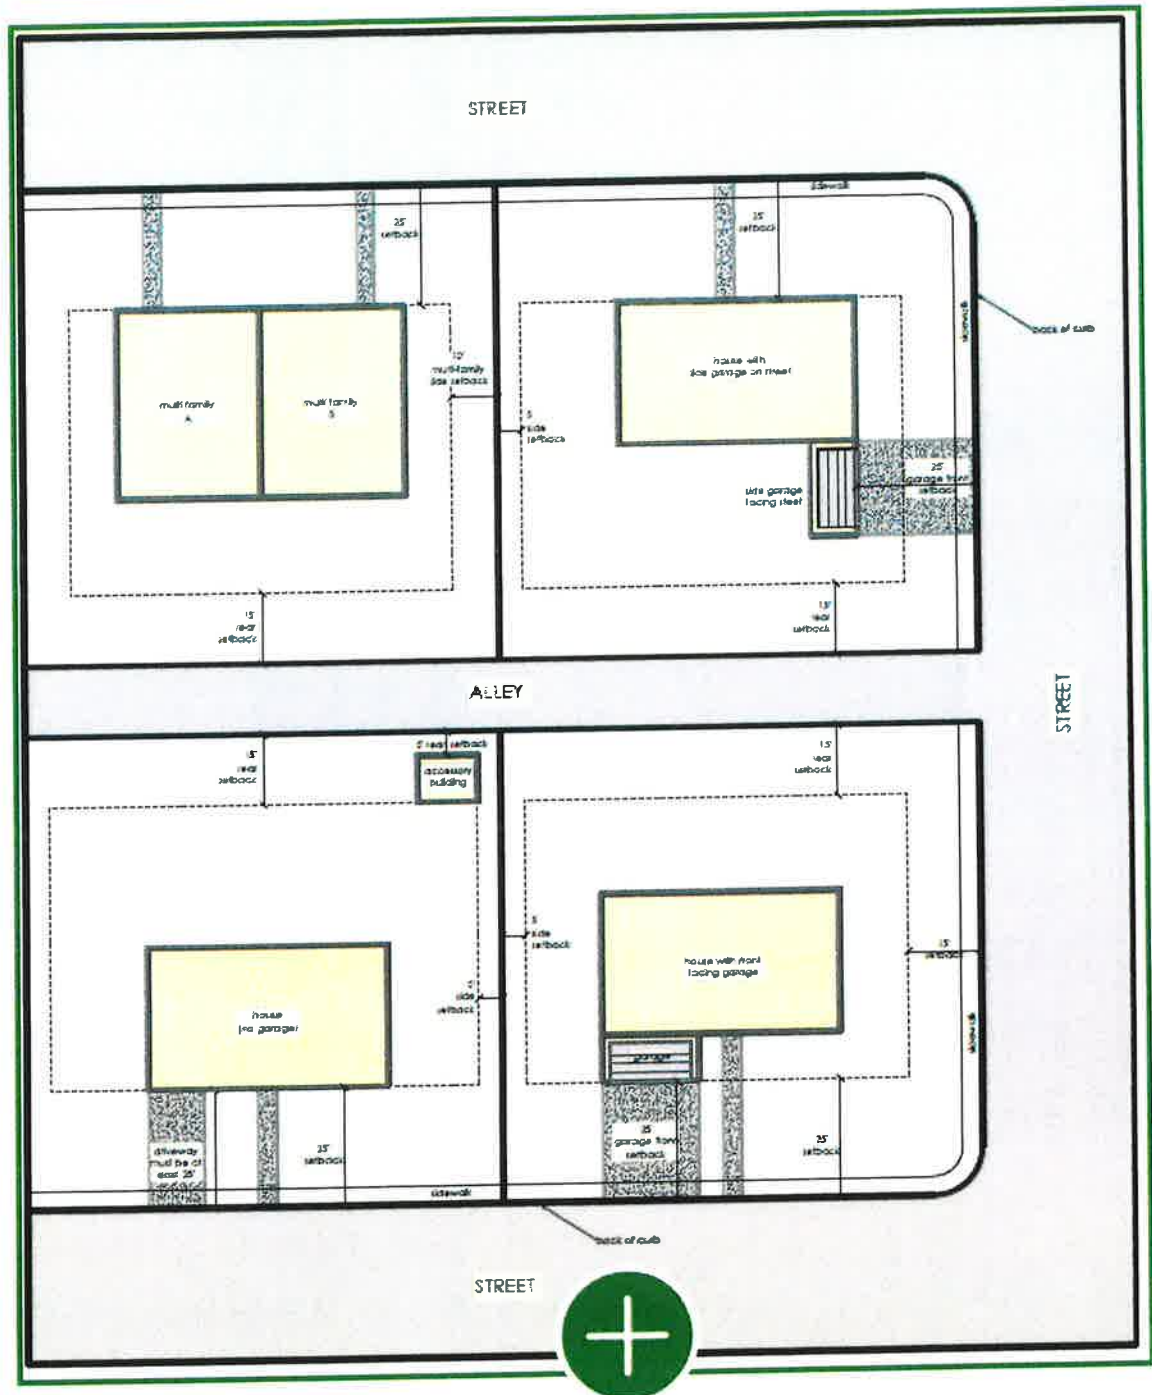 STREET
sidewalk
25'
setback
25'
setback
sidewalk
back of curb
10'
multi-family
side setback
house with
side garage on street
multi family
A
multi family
5
side
setback
25'
garage front
setback
side garage
facing street
15'
rear
setback
15'
rear
setback
ALLEY
STREET
5' rear setback
15'
rear
setback
accessory
building
15'
rear
setback
5
side
setback
15'
setback
house with front
facing garage
side
setback
house
(no garage)
sidewalk
garage
25'
garage front
setback
25'
setback
25'
setback
driveway
must be at
least 25'
sidewalk
back of curb
STREET